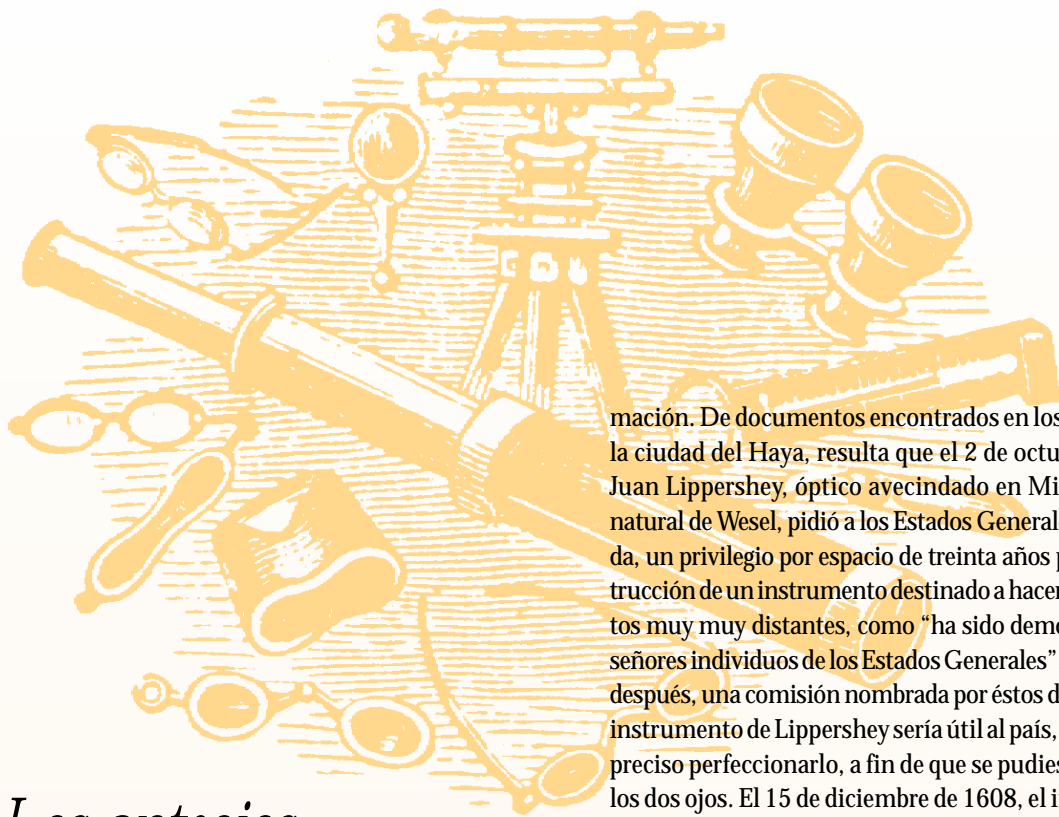 Los anteojos
mación. De documentos encontrados en los
la ciudad del Haya, resulta que el 2 de octu
Juan Lippershey, óptico avecindado en Mi
natural de Wesel, pidió a los Estados General
da, un privilegio por espacio de treinta años p
trucción de un instrumento destinado a hacer
tos muy muy distantes, como “ha sido demo
señores individuos de los Estados Generales”
después, una comisión nombrada por éstos d
instrumento de Lippershey sería útil al país,
preciso perfeccionarlo, a fin de que se pudies
los dos ojos. El 15 de diciembre de 1608, el i